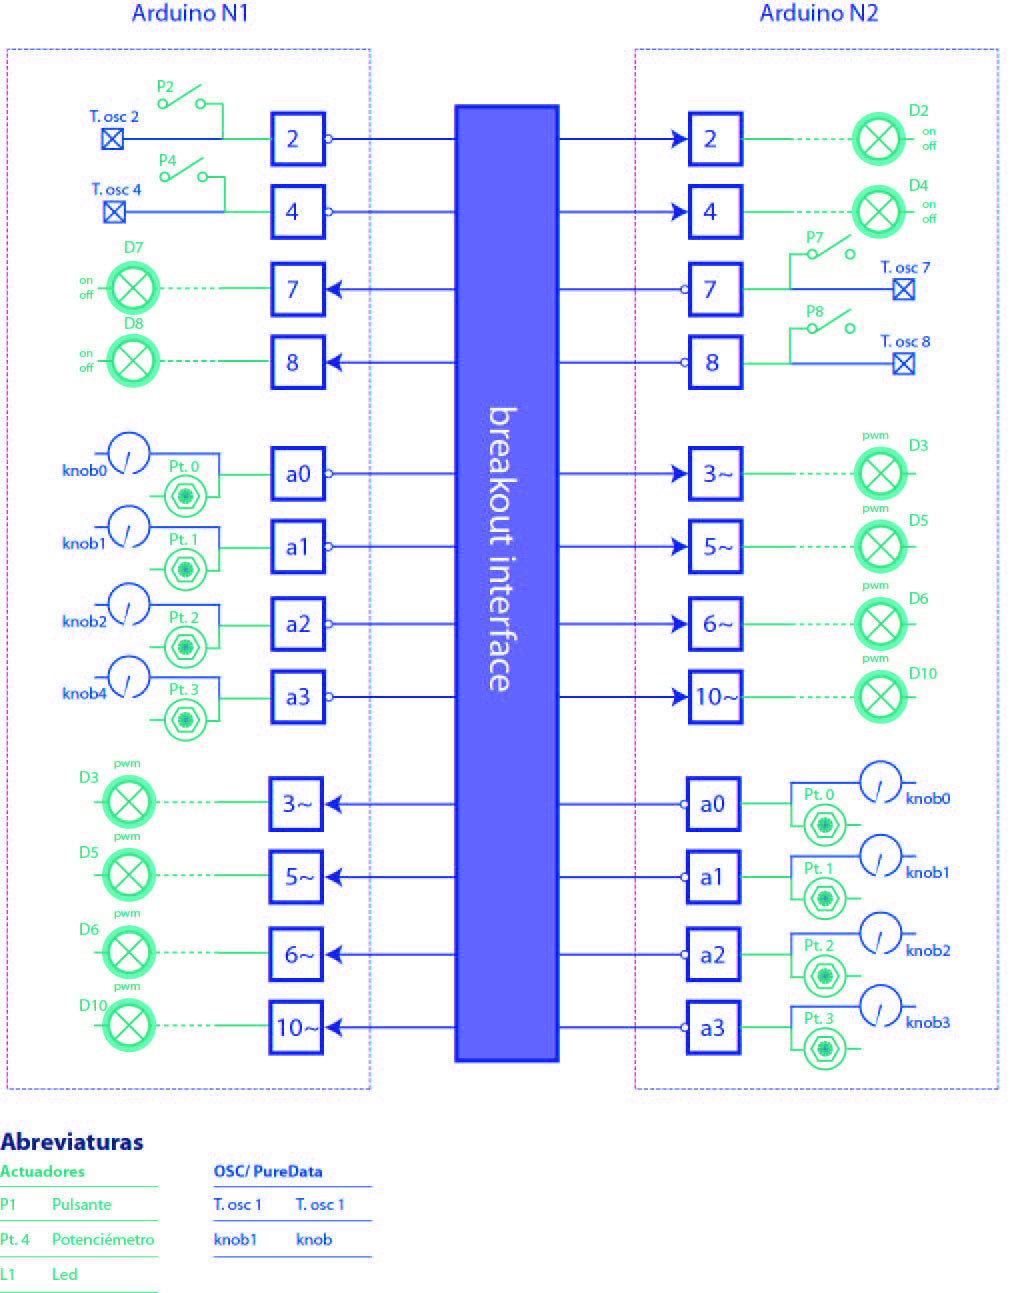 Arduino N1
Arduino N2
P2
T. osc 2
2
2
D2
on
off
P4
T. osc 4
4
4
D4
on
off
D7
on
off
7
7
P7
T. osc 7
D8
on
off
8
8
P8
T. osc 8
breakout interface
knob0
Pt. 0
a0
3~
pwm
D3
knob1
Pt. 1
a1
5~
pwm
D5
knob2
Pt. 2
a2
6~
pwm
D6
knob4
Pt. 3
a3
10~
pwm
D10
pwm
D3
3~
a0
Pt. 0
knob0
pwm
D5
5~
a1
Pt. 1
knob1
pwm
D6
6~
a2
Pt. 2
knob2
pwm
D10
10~
a3
Pt. 3
knob3
Abreviaturas
Actuadores
P1 Pulsante
Pt. 4 Potenciémetro
L1 Led
OSC/ PureData
T. osc 1 T. osc 1
knob1 knob